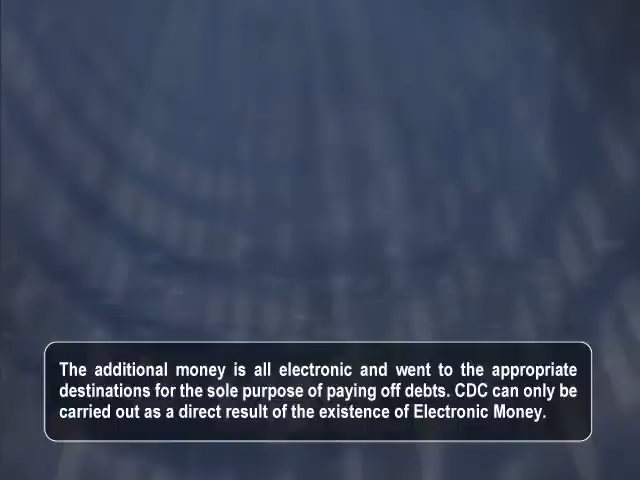 The additional money is all electronic and went to the appropriate
destinations for the sole purpose of paying off debts. CDC can only be
carried out as a direct result of the existence of Electronic Money.